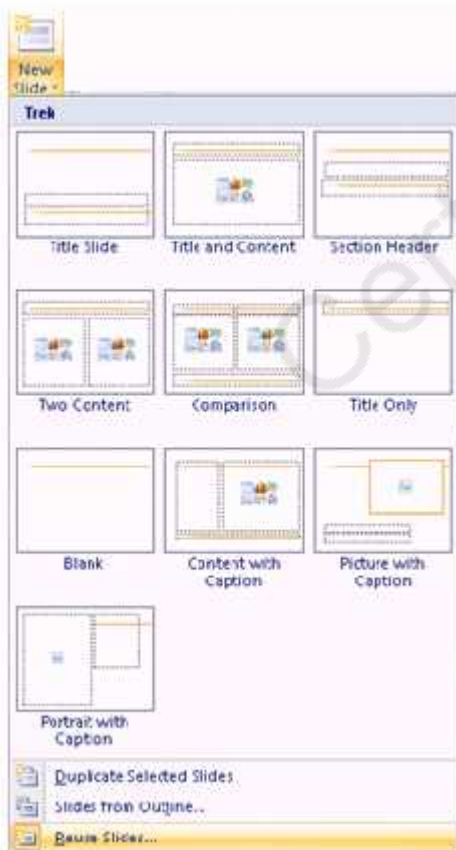 New
Slide
Trek
Title Slide
Title and Content
Section Header
Two Content
Comparison
Title Only
Blank
Content with
Caption
Picture with
Caption
Portrait with
Caption
Duplicate Selected Slides
Slides from Outline...
Reuse Slides...
Cert